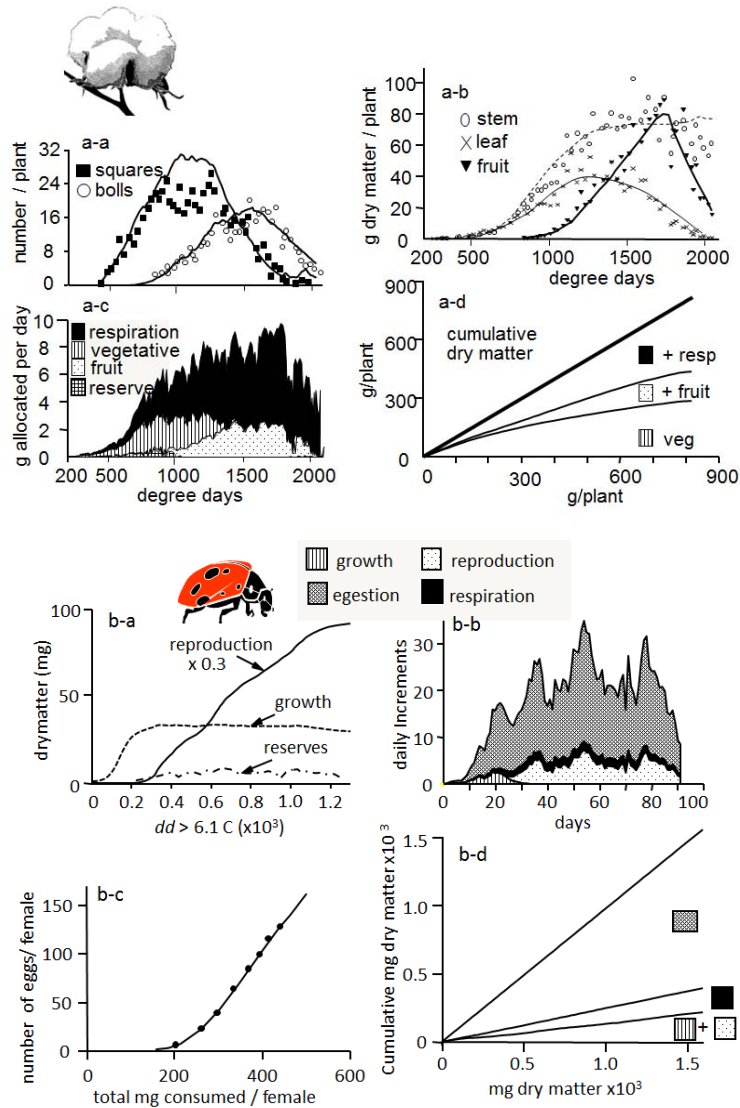 a-a
32
24
16
8
0
number / plant
squares
bolls
a-b
100
80
60
40
20
0
g dry matter / plant
stem
leaf
fruit
200
500
1000
1500
2000
degree days
a-c
10
8
6
4
2
0
g allocated per day
respiration
vegetative
fruit
reserve
200
500
1000
1500
2000
degree days
a-d
900
600
300
0
g/plant
cumulative
dry matter
+ resp
+ fruit
veg
0
300
600
900
g/plant
growth
reproduction
egestion
respiration
b-a
100
50
0
drymatter (mg)
reproduction
x 0.3
growth
reserves
0
0.4
0.6
0.8
1.0
1.2
dd > 6.1 C (x10³)
b-b
30
20
10
0
daily Increments
0
20
40
60
80
100
days
b-c
150
100
50
0
number of eggs/ female
0
200
400
600
total mg consumed / female
b-d
1.5
1.0
0.5
0
Cumulative mg dry matter x10 3
+
0
0.5
1.0
1.5
mg dry matter x10³